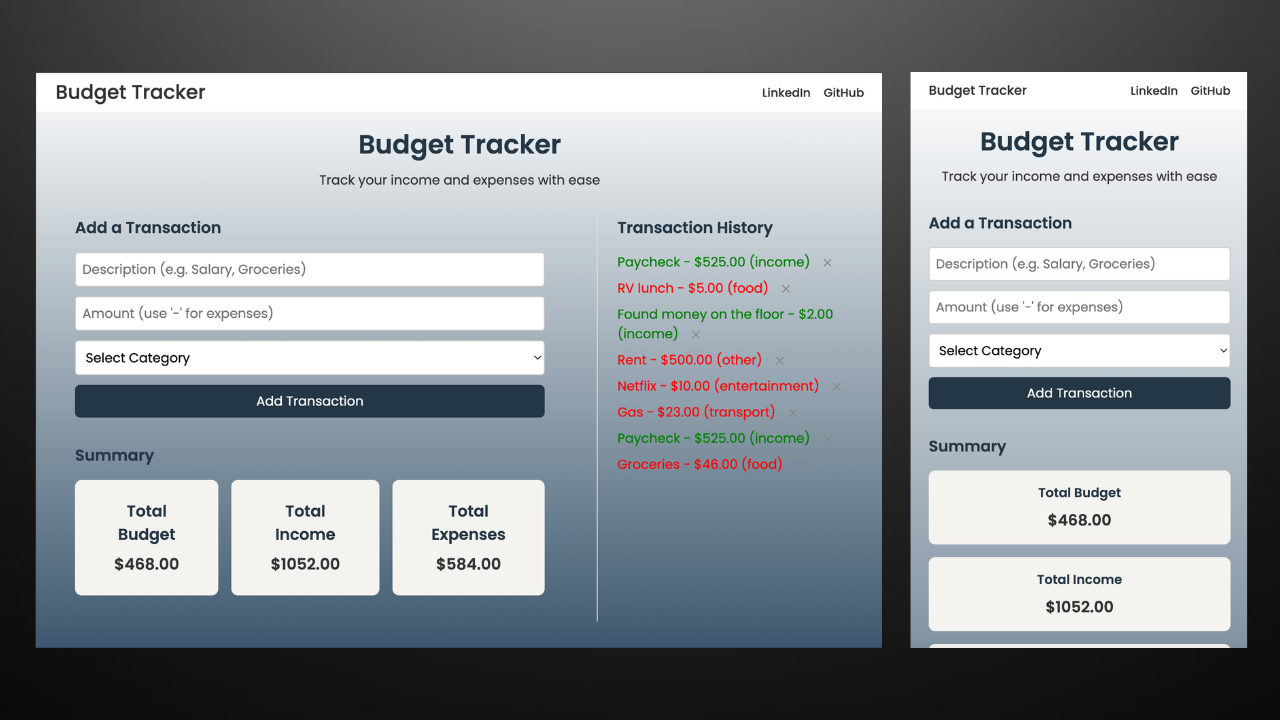 Budget Tracker
LinkedIn GitHub
Budget Tracker
Track your income and expenses with ease
Add a Transaction
Description (e.g. Salary, Groceries)
Amount (use '-' for expenses)
Select Category
Add Transaction
Summary
Total
Budget
$468.00
Total
Income
$1052.00
Total
Expenses
$584.00
Transaction History
Paycheck - $525.00 (income) ×
RV lunch - $5.00 (food) ×
Found money on the floor - $2.00
(income) ×
Rent - $500.00 (other) ×
Netflix - $10.00 (entertainment) ×
Gas - $23.00 (transport) ×
Paycheck - $525.00 (income) ×
Groceries - $46.00 (food)
Budget Tracker
LinkedIn GitHub
Budget Tracker
Track your income and expenses with ease
Add a Transaction
Description (e.g. Salary, Groceries)
Amount (use '-' for expenses)
Select Category
Add Transaction
Summary
Total Budget
$468.00
Total Income
$1052.00